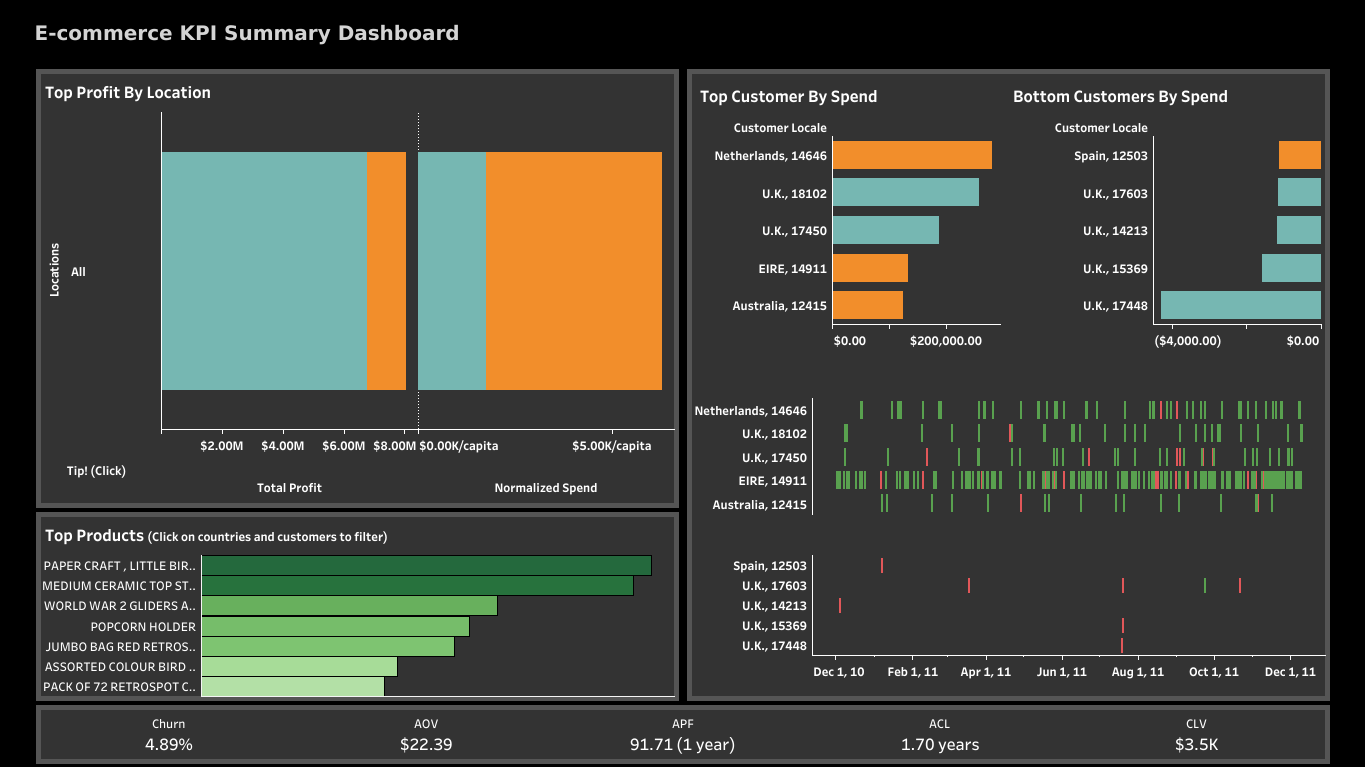 E-commerce KPI Summary Dashboard
Top Profit By Location
Locations
All
$2.00M $4.00M $6.00M $8.00M $0.00K/capita $5.00K/capita
Tip! (Click)
Total Profit Normalized Spend
Top Products (Click on countries and customers to filter)
PAPER CRAFT , LITTLE BIR..
MEDIUM CERAMIC TOP ST..
WORLD WAR 2 GLIDERS A..
POPCORN HOLDER
JUMBO BAG RED RETROS..
ASSORTED COLOUR BIRD ..
PACK OF 72 RETROSPOT C..
Top Customer By Spend
Customer Locale
Netherlands, 14646
U.K., 18102
U.K., 17450
EIRE, 14911
Australia, 12415
$0.00 $200,000.00
Bottom Customers By Spend
Customer Locale
Spain, 12503
U.K., 17603
U.K., 14213
U.K., 15369
U.K., 17448
($4,000.00) $0.00
Netherlands, 14646
U.K., 18102
U.K., 17450
EIRE, 14911
Australia, 12415
Spain, 12503
U.K., 17603
U.K., 14213
U.K., 15369
U.K., 17448
Dec 1, 10 Feb 1, 11 Apr 1, 11 Jun 1, 11 Aug 1, 11 Oct 1, 11 Dec 1, 11
Churn AOV APF ACL CLV
4.89% $22.39 91.71 (1 year) 1.70 years $3.5K